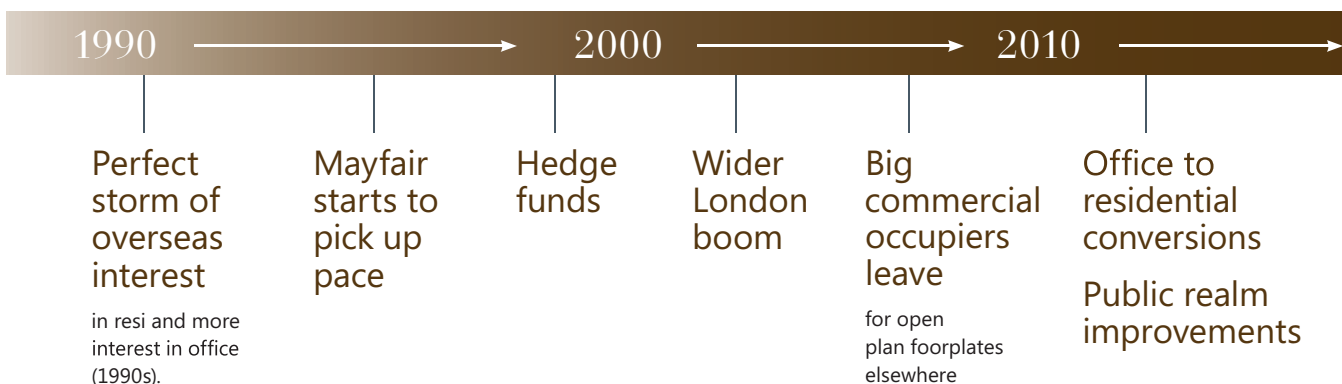 1990
2000
2010
Perfect
storm of
overseas
interest
in resi and more
interest in office
(1990s).
Mayfair
starts to
pick up
pace
Hedge
funds
Wider
London
boom
Big
commercial
occupiers
leave
for open
plan foorplates
elsewhere
Office to
residential
conversions
Public realm
improvements